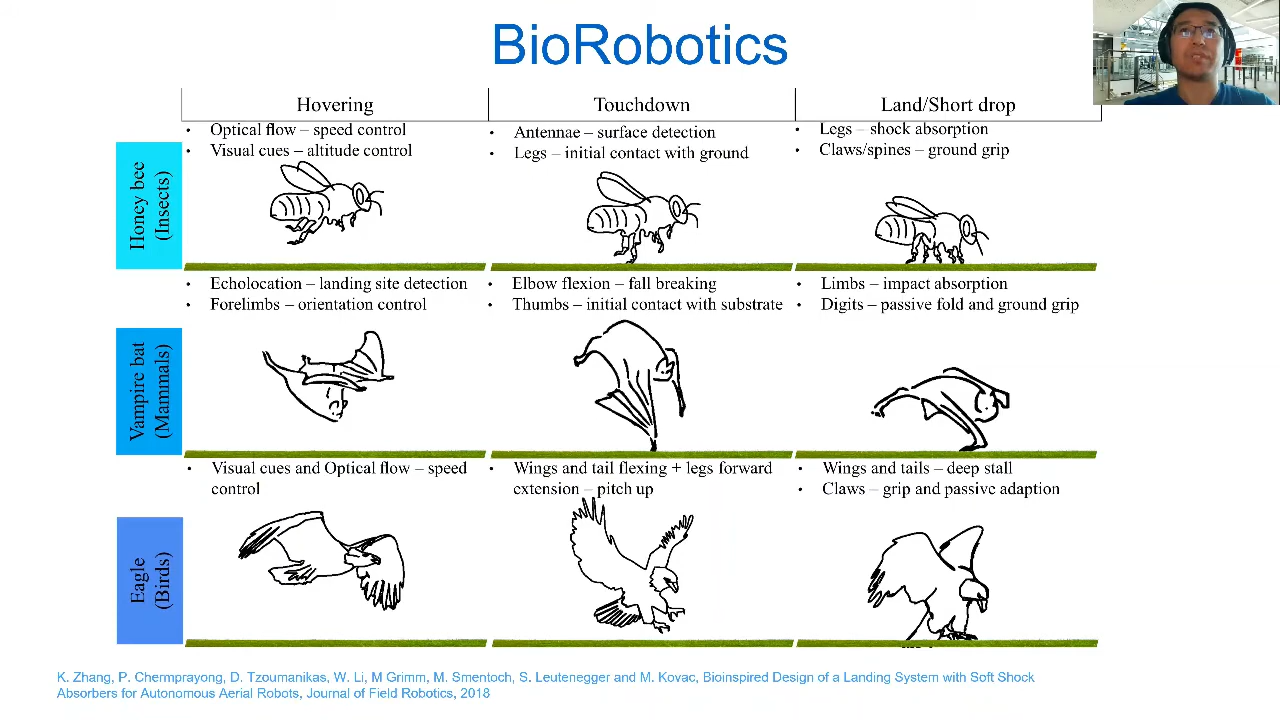 BioRobotics
Hovering
Touchdown
Land/Short drop
Honey bee
(Insects)
• Optical flow – speed control
• Visual cues – altitude control
• Antennae – surface detection
• Legs – initial contact with ground
• Legs – shock absorption
• Claws/spines – ground grip
Vampire bat
(Mammals)
• Echolocation – landing site detection
• Forelimbs – orientation control
• Elbow flexion – fall breaking
• Thumbs – initial contact with substrate
• Limbs – impact absorption
• Digits – passive fold and ground grip
Eagle
(Birds)
• Visual cues and Optical flow – speed
control
• Wings and tail flexing + legs forward
extension – pitch up
• Wings and tails – deep stall
• Claws – grip and passive adaption
K. Zhang, P. Chermprayong, D. Tzoumanikas, W. Li, M Grimm, M. Smentoch, S. Leutenegger and M. Kovac, Bioinspired Design of a Landing System with Soft Shock
Absorbers for Autonomous Aerial Robots, Journal of Field Robotics, 2018